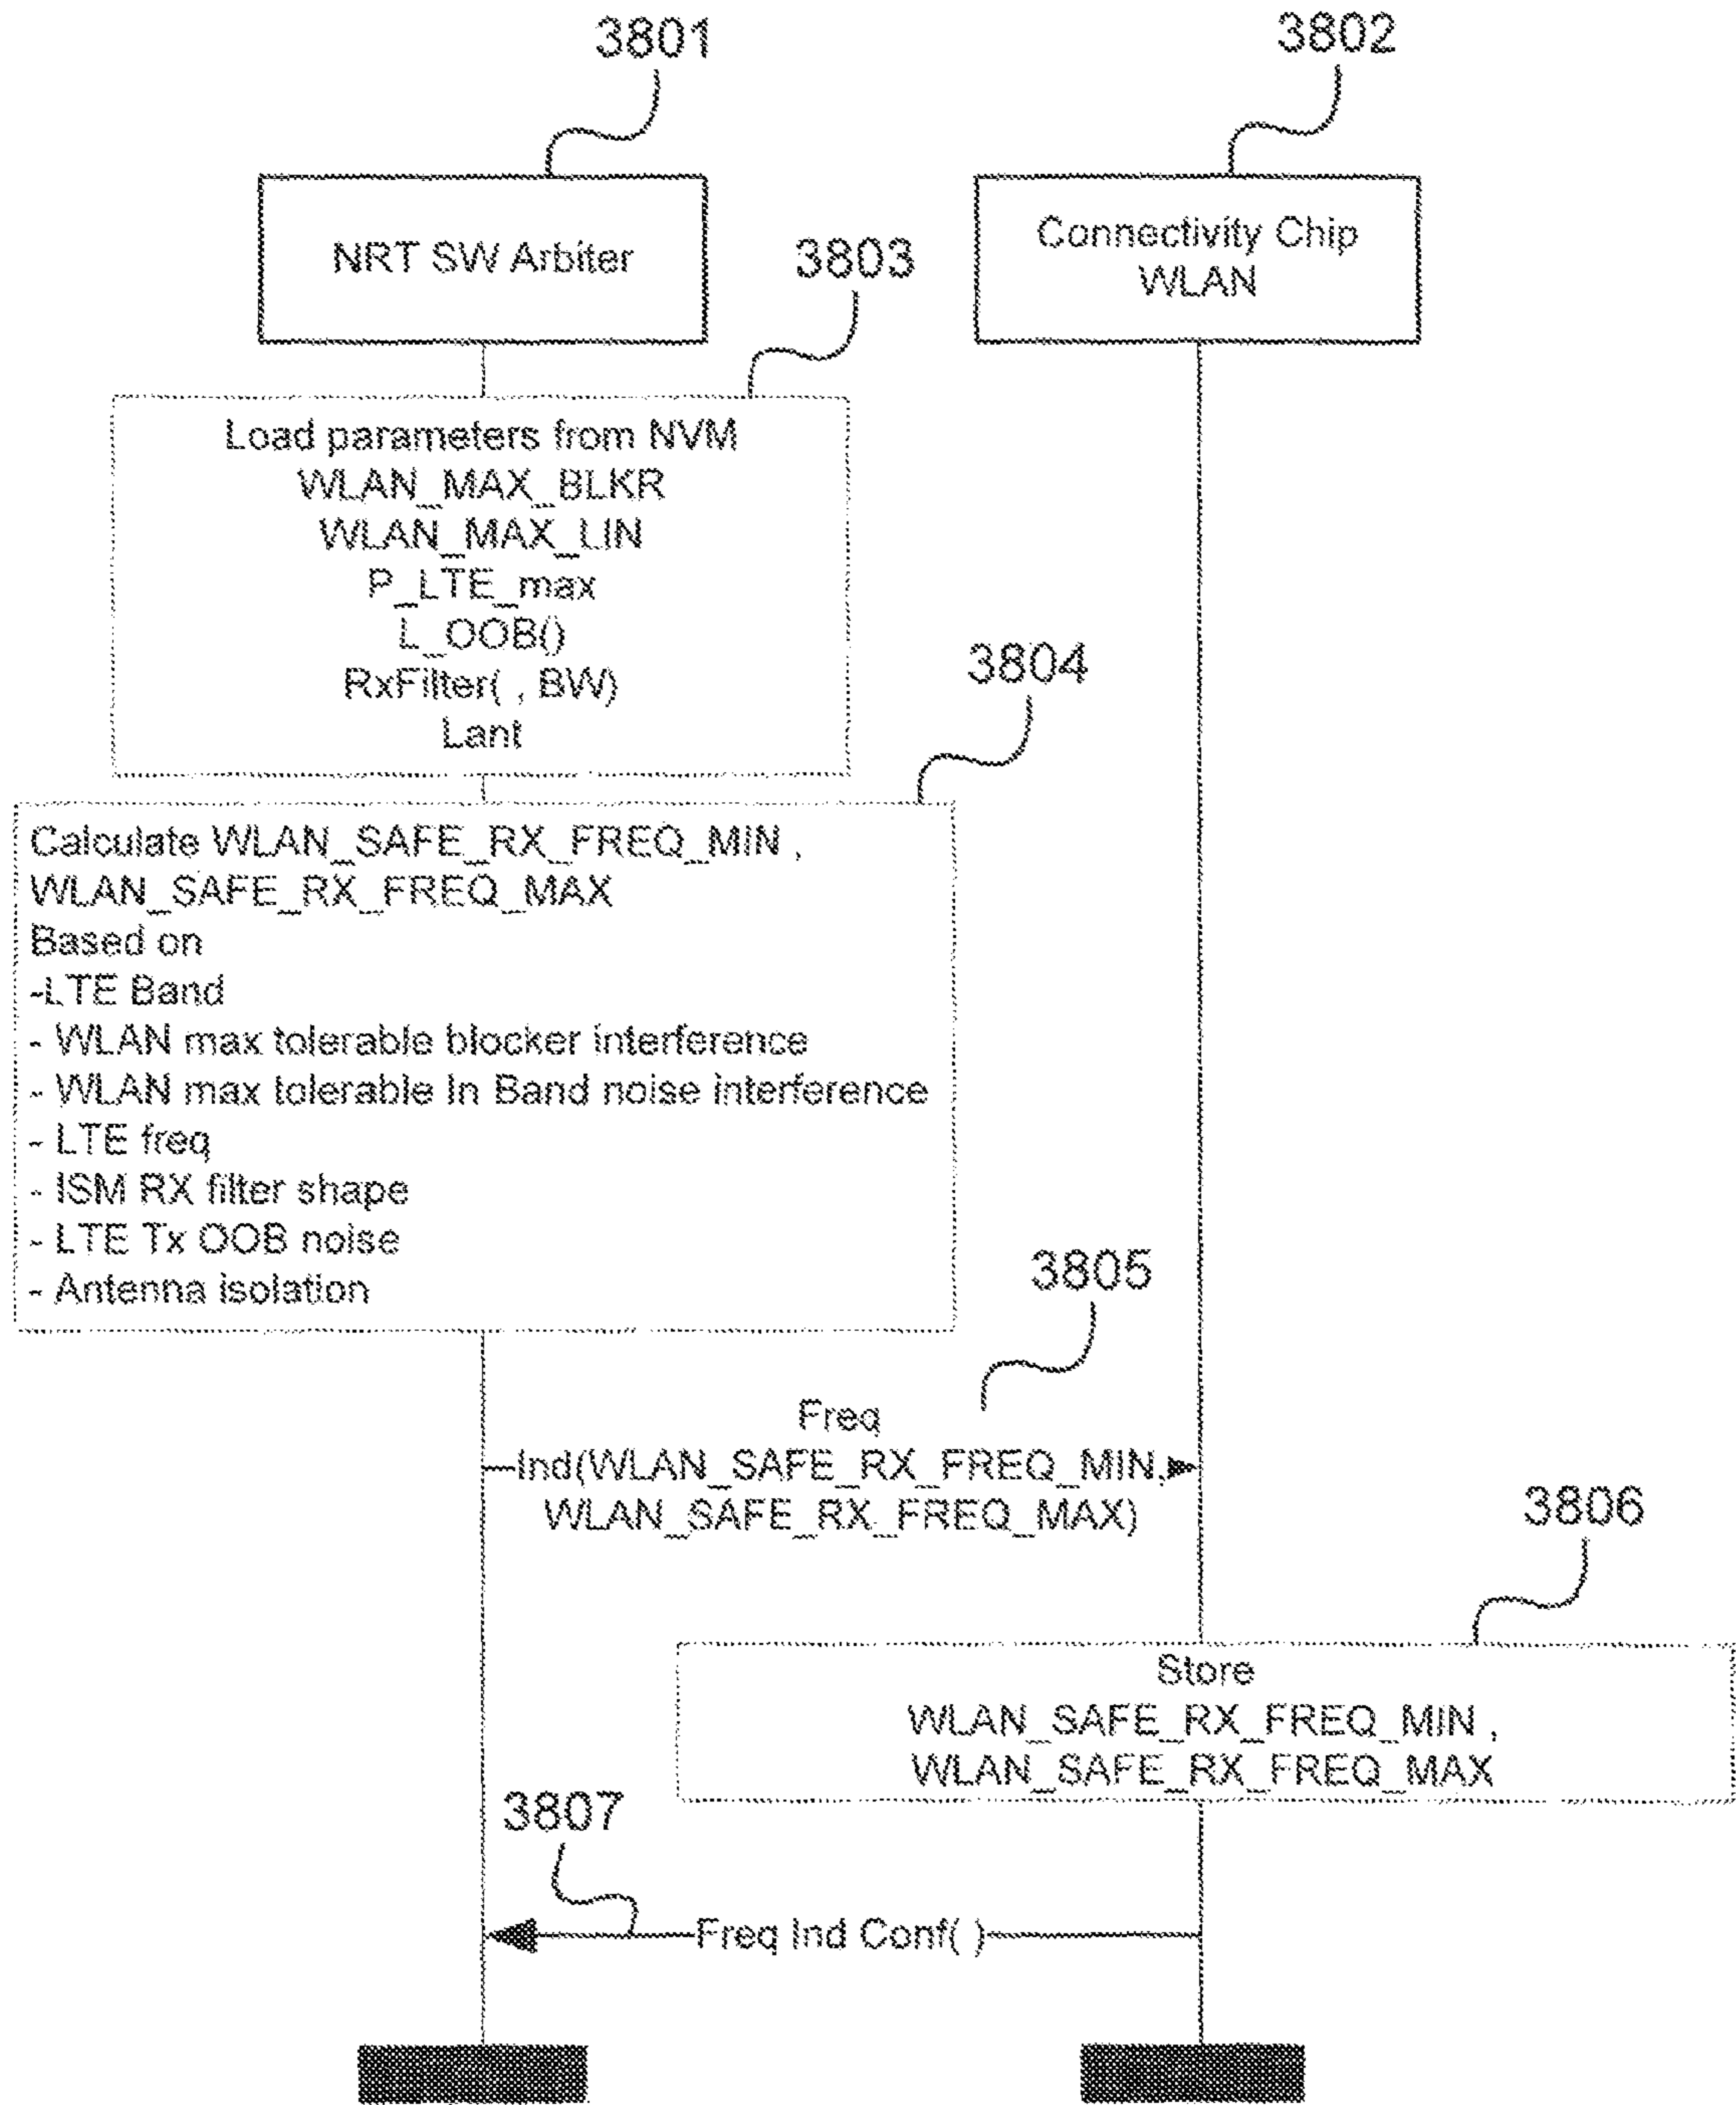 3801
3802
NRT SW Arbiter
Connectivity Chip
WLAN
3803
Load parameters from NVM
WLAN_MAX_BLKR
WLAN_MAX_LIN
P_LTE_max
L_OOB()
RxFilter( , BW)
Lant
3804
Calculate WLAN_SAFE_RX_FREQ_MIN ,
WLAN_SAFE_RX_FREQ_MAX
Based on
-LTE Band
- WLAN max tolerable blocker interference
- WLAN max tolerable In Band noise interference
- LTE freq
- ISM RX filter shape
- LTE Tx OOB noise
- Antenna isolation
3805
Freq
Ind(WLAN_SAFE_RX_FREQ_MIN,
WLAN_SAFE_RX_FREQ_MAX)
3806
Store
WLAN_SAFE_RX_FREQ_MIN ,
WLAN_SAFE_RX_FREQ_MAX
3807
Freq Ind Conf( )